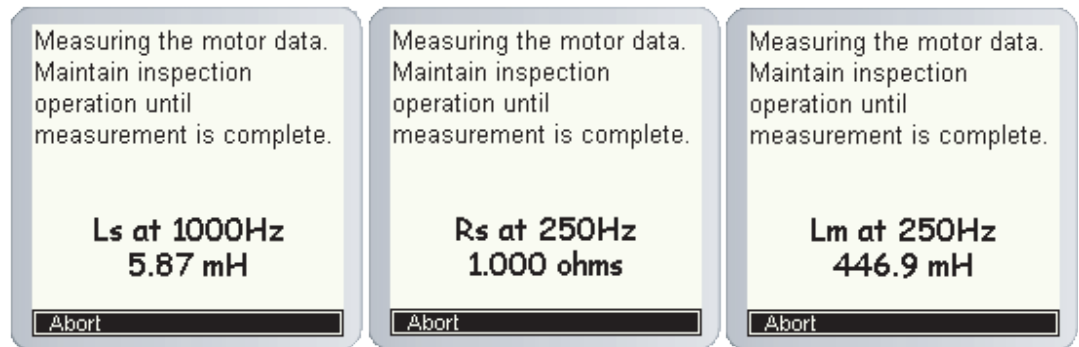 Measuring the motor data.
Maintain inspection
operation until
measurement is complete.
Ls at 1000Hz
5.87 mH
Abort
Measuring the motor data.
Maintain inspection
operation until
measurement is complete.
Rs at 250Hz
1.000 ohms
Abort
Measuring the motor data.
Maintain inspection
operation until
measurement is complete.
Lm at 250Hz
446.9 mH
Abort